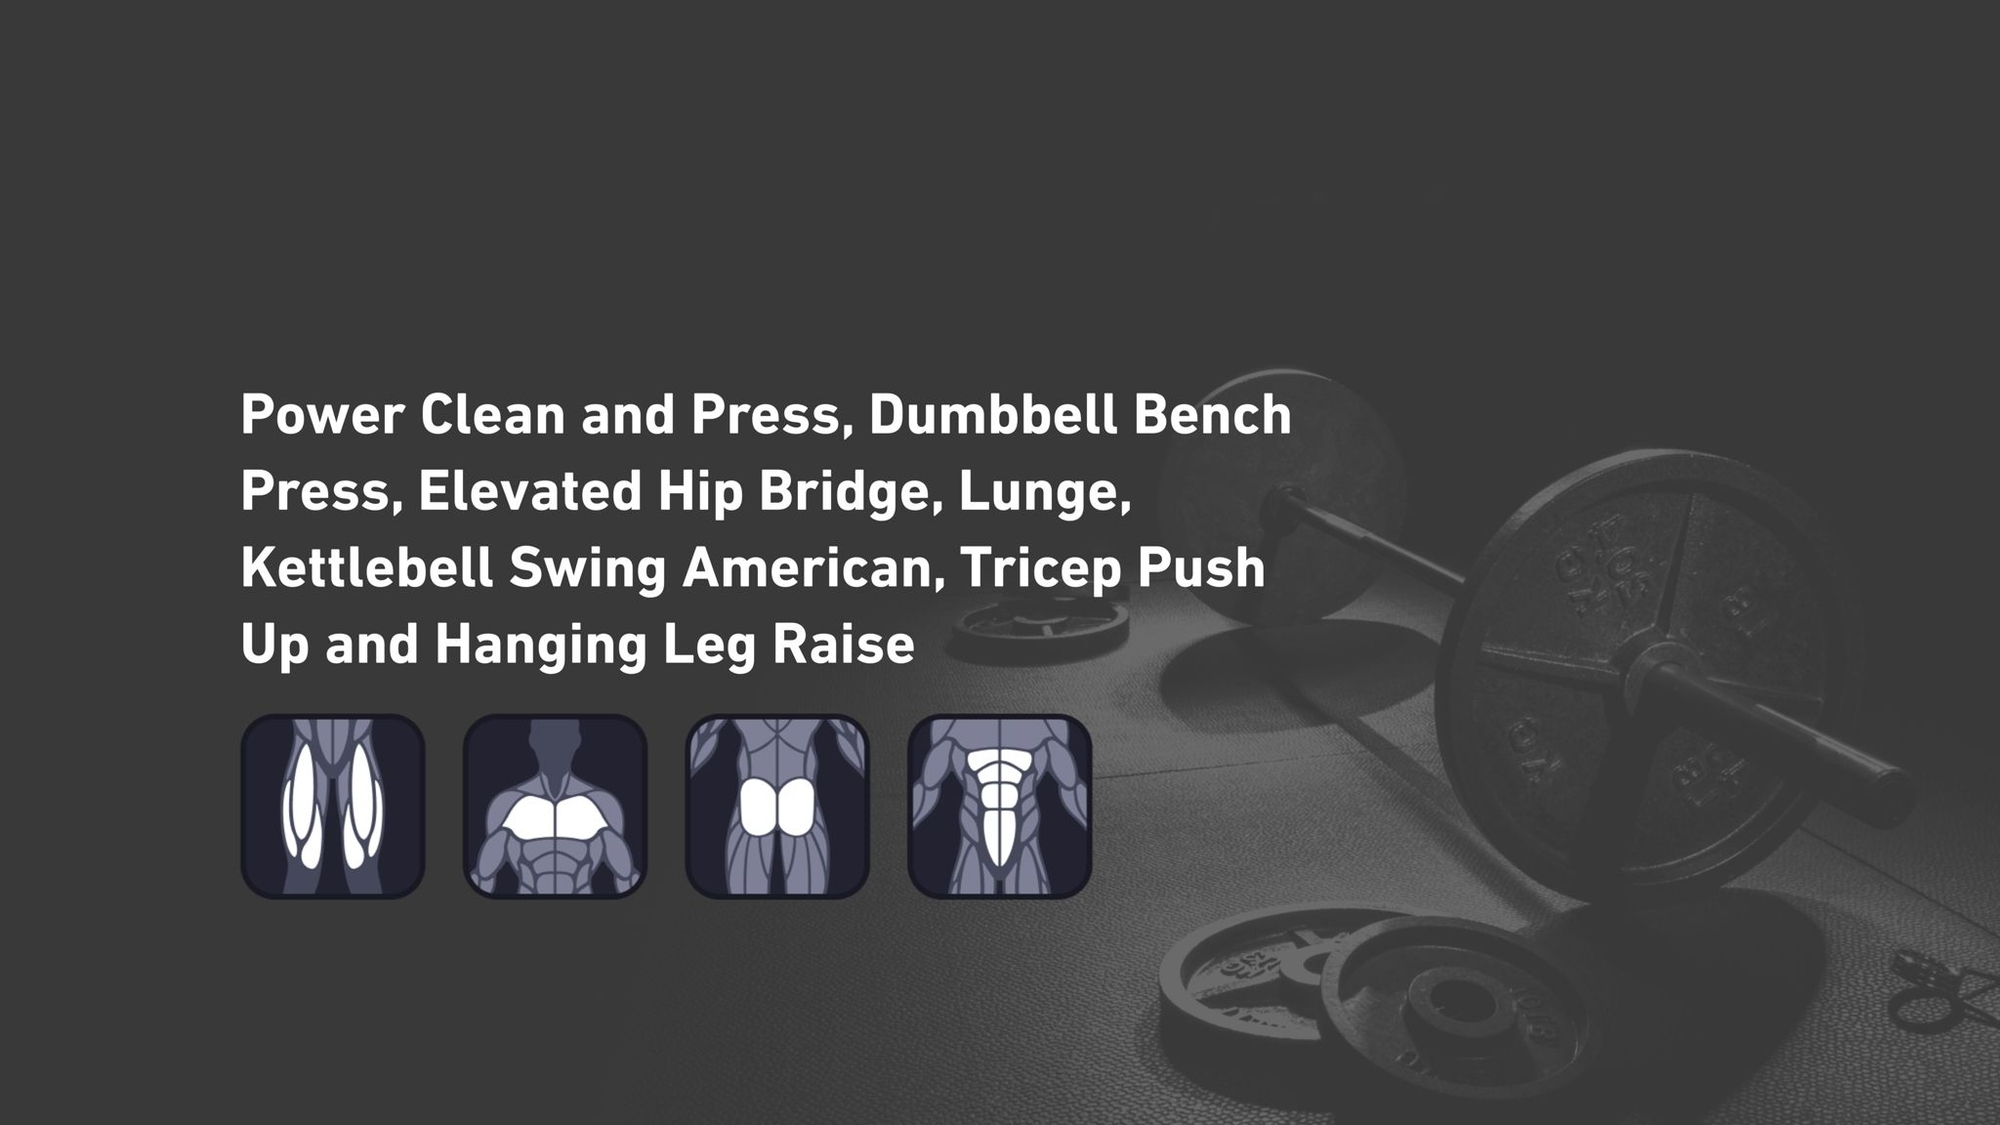 Power Clean and Press, Dumbbell Bench
Press, Elevated Hip Bridge, Lunge,
Kettlebell Swing American, Tricep Push
Up and Hanging Leg Raise